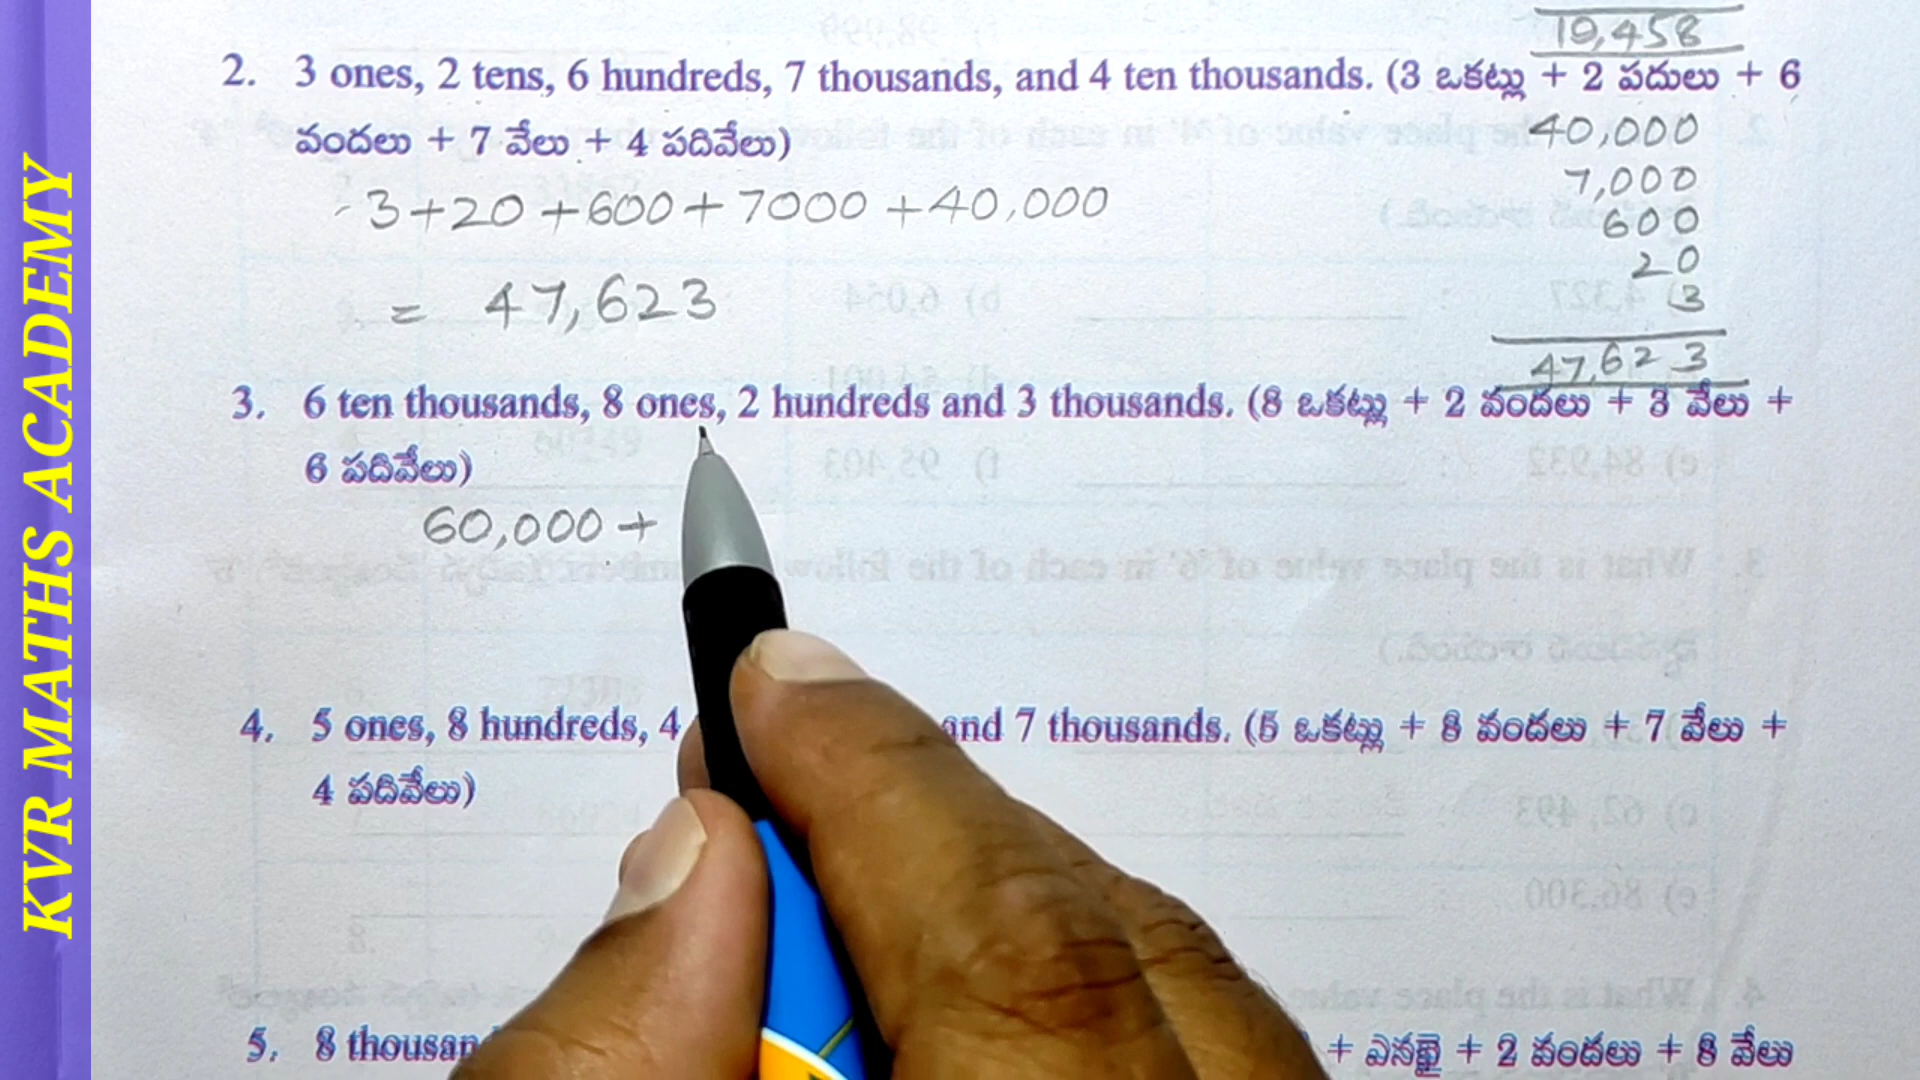 KVR MATHS ACCADEMY
19,458
2. 3 ones, 2 tens, 6 hundreds, 7 thousands, and 4 ten thousands. (3 ఒకట్లు + 2 పదులు + 6
వందలు + 7 వేలు + 4 పదివేలు)
40,000
7,000
600
20
3
47,623
3+20+600+7000+40,000
= 47,623
3. 6 ten thousands, 8 ones, 2 hundreds and 3 thousands. (8 ఒకట్లు + 2 వందలు + 3 వేలు +
6 పదివేలు)
60,000+
4. 5 ones, 8 hundreds, 4 and 7 thousands. (5 ఒకట్లు + 8 వందలు + 7 వేలు +
4 పదివేలు)
5. 8 thousan + ఎనభై + 2 వందలు + 8 వేలు